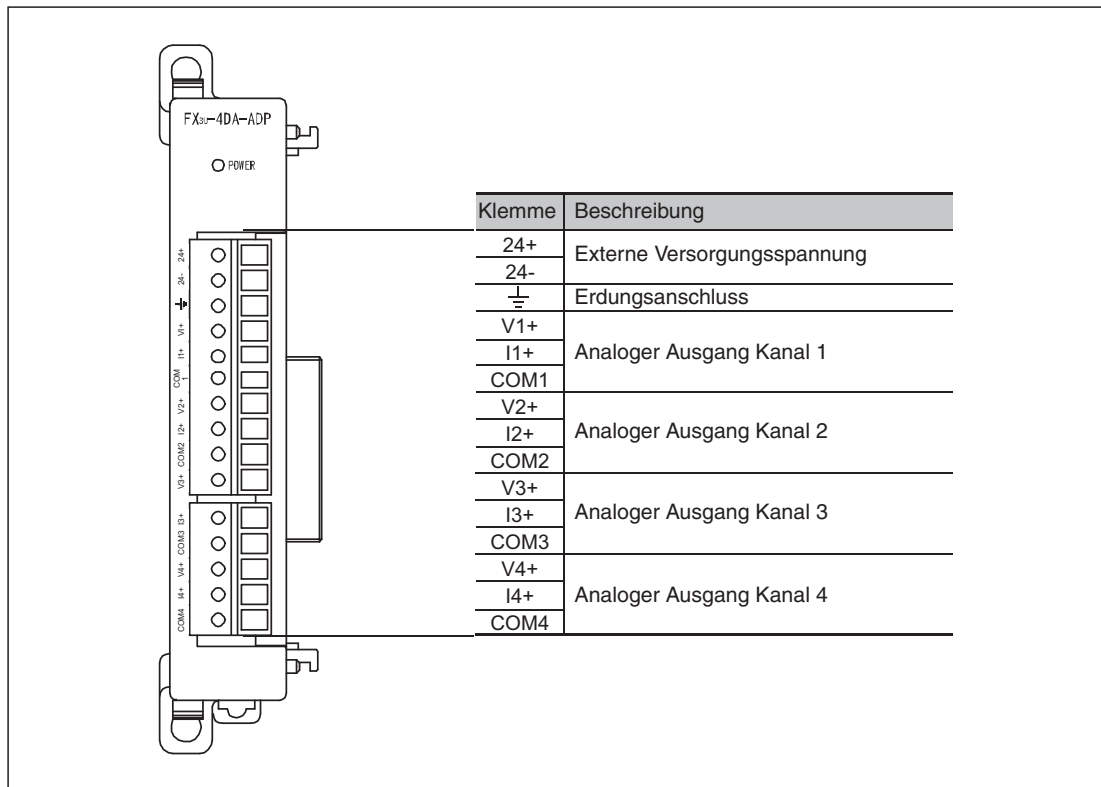 FX3U-4DA-ADP
POWER
24+
24-
V1+
I1+
COM
1
V2+
I2+
COM2
V3+
I3+
COM3
V4+
I4+
COM4
Klemme Beschreibung
24+
24-
Externe Versorgungsspannung
Erdungsanschluss
V1+
I1+
COM1
Analoger Ausgang Kanal 1
V2+
I2+
COM2
Analoger Ausgang Kanal 2
V3+
I3+
COM3
Analoger Ausgang Kanal 3
V4+
I4+
COM4
Analoger Ausgang Kanal 4